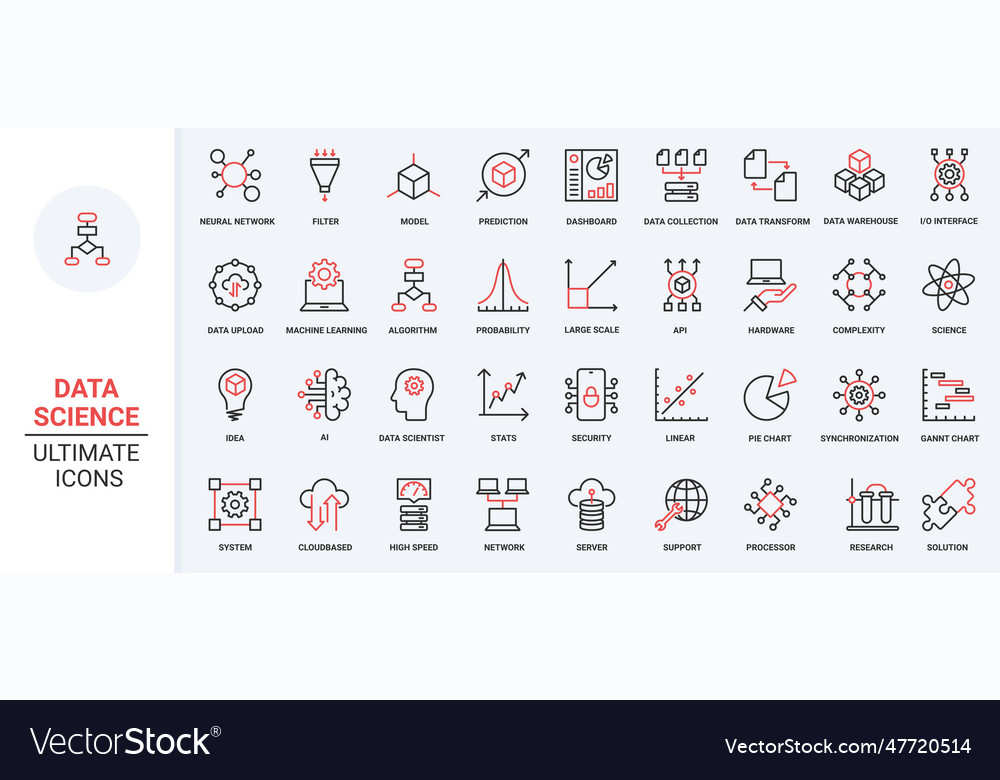 DATA
SCIENCE
ULTIMATE
ICONS
NEURAL NETWORK FILTER MODEL PREDICTION DASHBOARD DATA COLLECTION DATA TRANSFORM DATA WAREHOUSE I/O INTERFACE
DATA UPLOAD MACHINE LEARNING ALGORITHM PROBABILITY LARGE SCALE API HARDWARE COMPLEXITY SCIENCE
IDEA AI DATA SCIENTIST STATS SECURITY LINEAR PIE CHART SYNCHRONIZATION GANNT CHART
SYSTEM CLOUDBASED HIGH SPEED NETWORK SERVER SUPPORT PROCESSOR RESEARCH SOLUTION
VectorStock® VectorStock.com/47720514